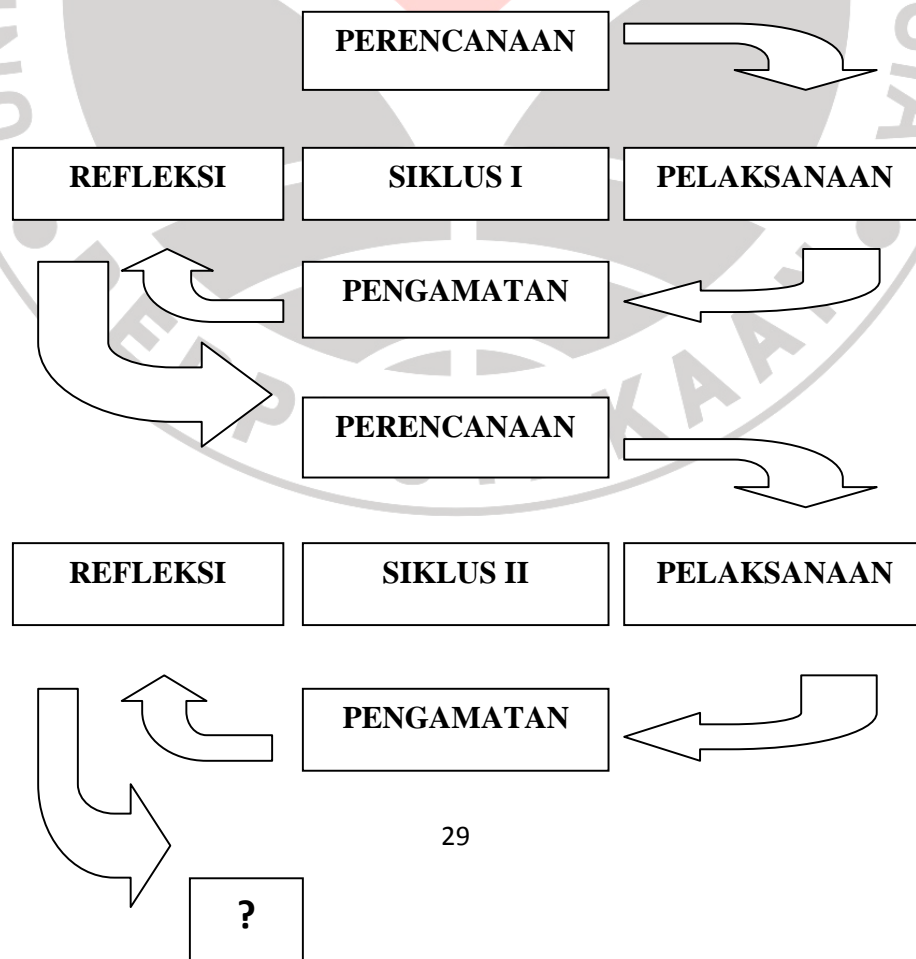 PERENCANAAN
REFLEKSI
SIKLUS I
PELAKSANAAN
PENGAMATAN
PERENCANAAN
REFLEKSI
SIKLUS II
PELAKSANAAN
PENGAMATAN
29
?